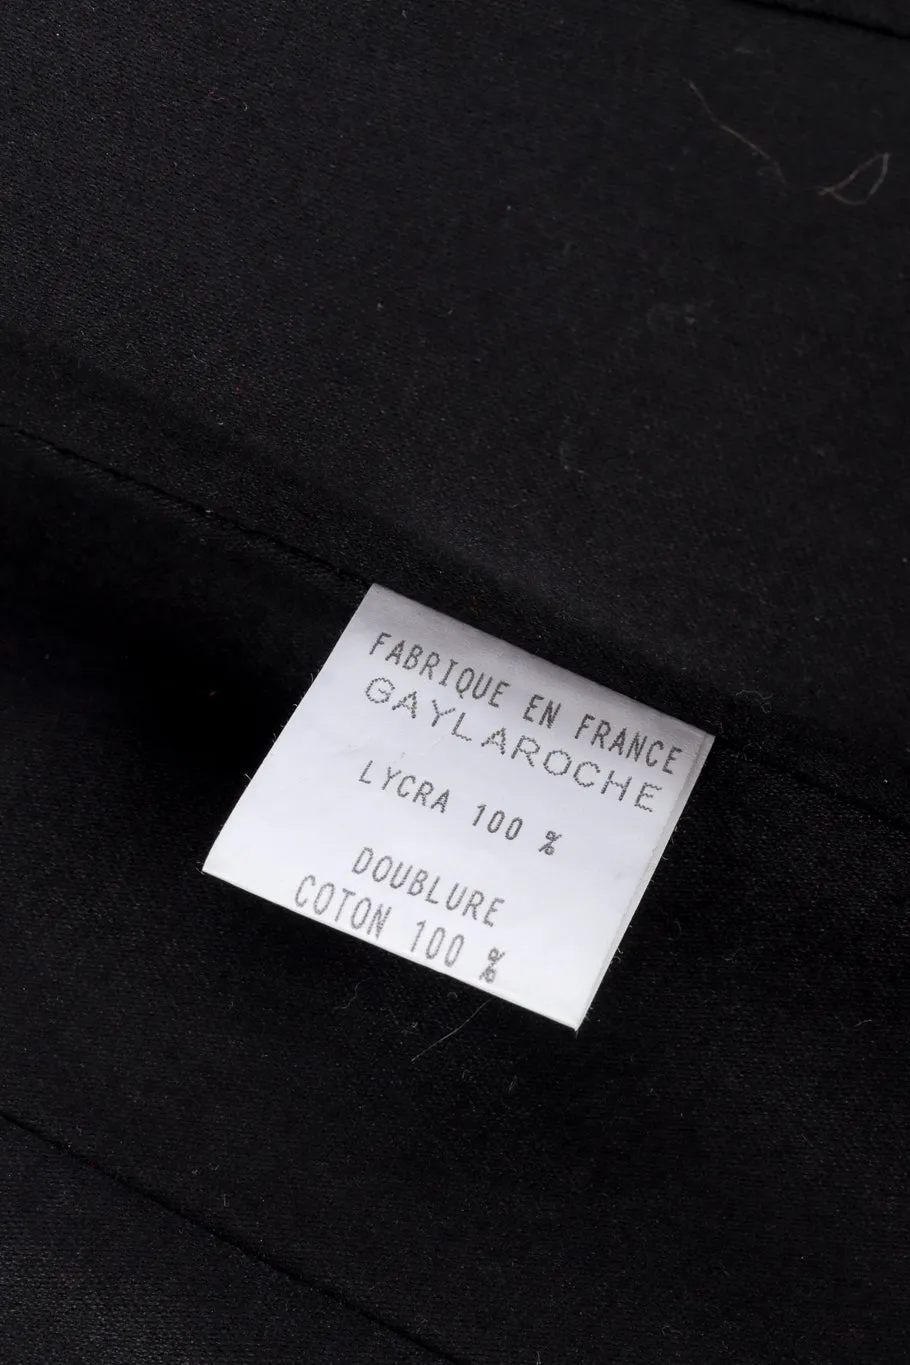 FABRIQUE EN FRANCE
GAYLAROCHE
LYCRA 100 %
DOUBLURE
COTON 100 %